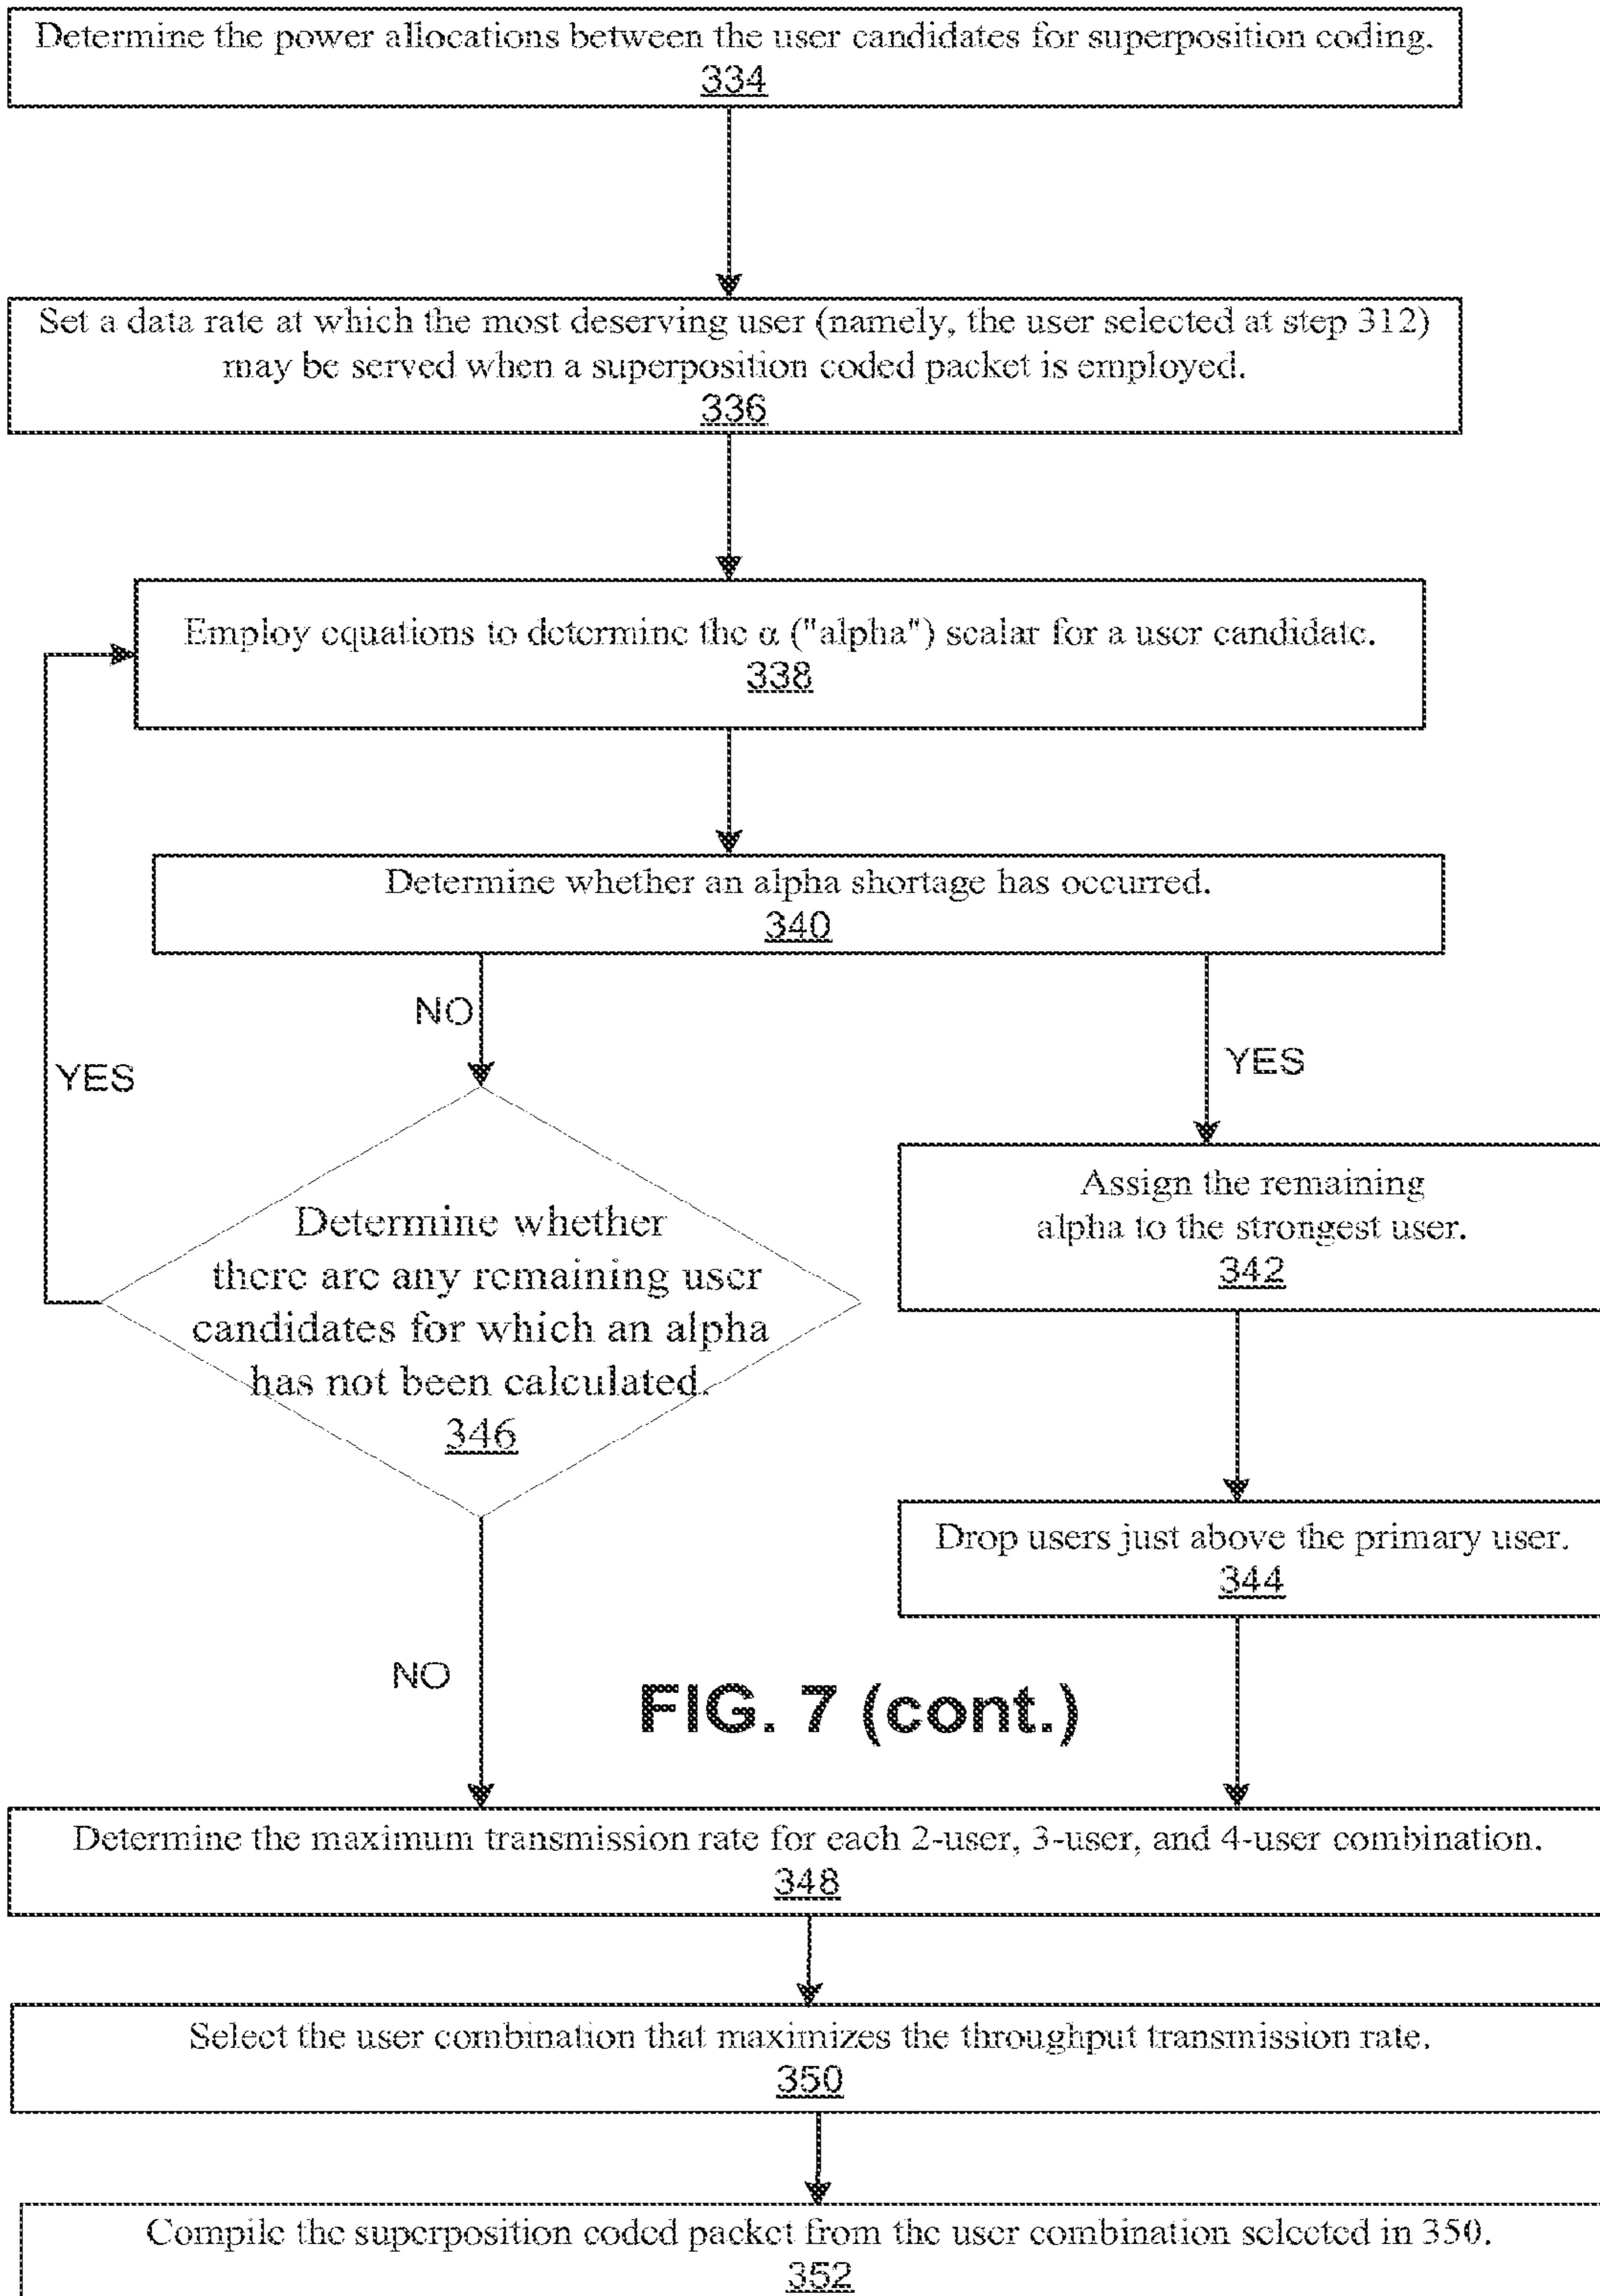 Determine the power allocations between the user candidates for superposition coding.
334
Set a data rate at which the most deserving user (namely, the user selected at step 312)
may be served when a superposition coded packet is employed.
336
Employ equations to determine the α ("alpha") scalar for a user candidate.
338
Determine whether an alpha shortage has occurred.
340
NO
YES
YES
Assign the remaining
alpha to the strongest user.
342
Determine whether
there are any remaining user
candidates for which an alpha
has not been calculated.
346
Drop users just above the primary user.
344
NO
FIG. 7 (cont.)
Determine the maximum transmission rate for each 2-user, 3-user, and 4-user combination.
348
Select the user combination that maximizes the throughput transmission rate.
350
Compile the superposition coded packet from the user combination selected in 350.
352